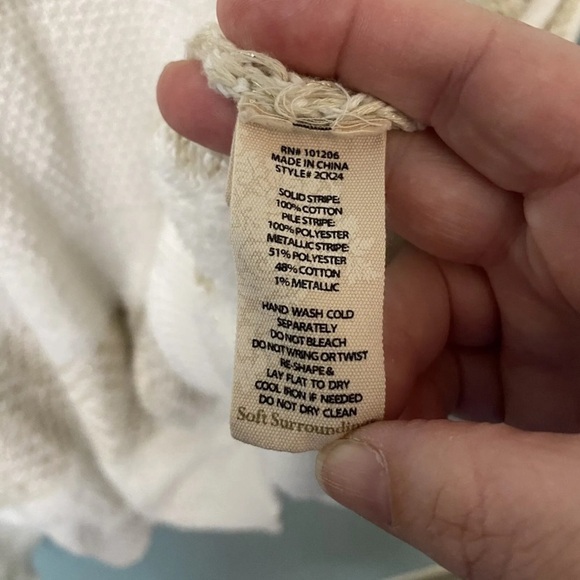 RN# 101206
MADE IN CHINA
STYLE# 2CK24
SOLID STRIPE:
100% COTTON
PILE STRIPE:
100% POLYESTER
METALLIC STRIPE:
51% POLYESTER
48% COTTON
1% METALLIC
HAND WASH COLD
SEPARATELY
DO NOT BLEACH
DO NOT WRING OR TWIST
RE-SHAPE &
LAY FLAT TO DRY
COOL IRON IF NEEDED
DO NOT DRY CLEAN
Soft